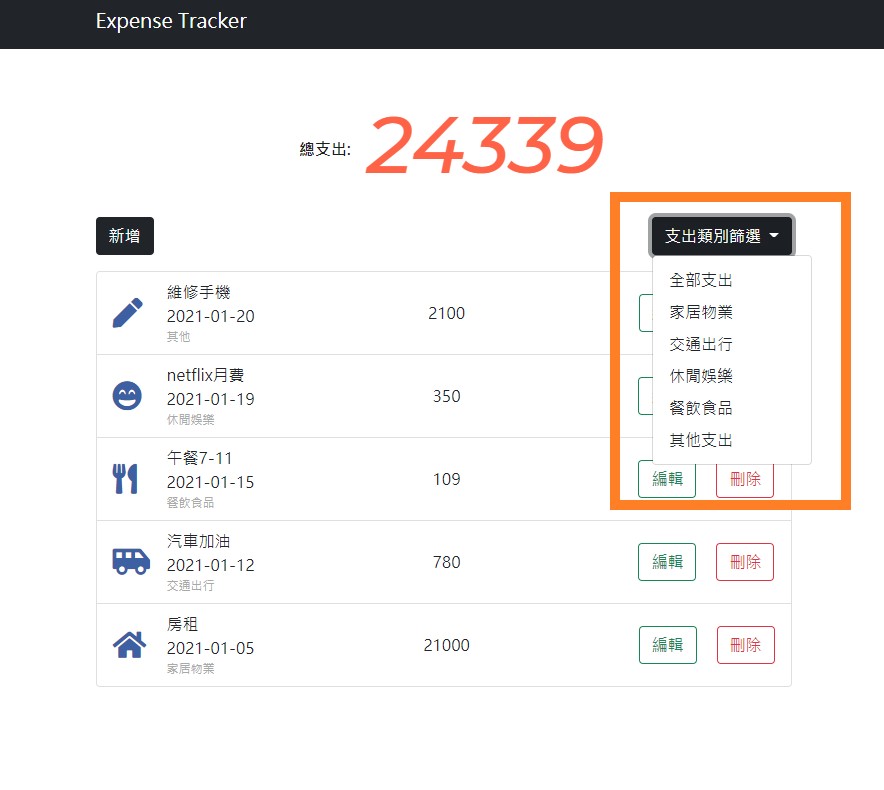 Expense Tracker
總支出: 24339
新增
支出類別篩選
全部支出
家居物業
交通出行
休閒娛樂
餐飲食品
其他支出
維修手機
2021-01-20
其他
2100
netflix月費
2021-01-19
休閒娛樂
350
午餐7-11
2021-01-15
餐飲食品
109
編輯 刪除
汽車加油
2021-01-12
交通出行
780
編輯 刪除
房租
2021-01-05
家居物業
21000
編輯 刪除